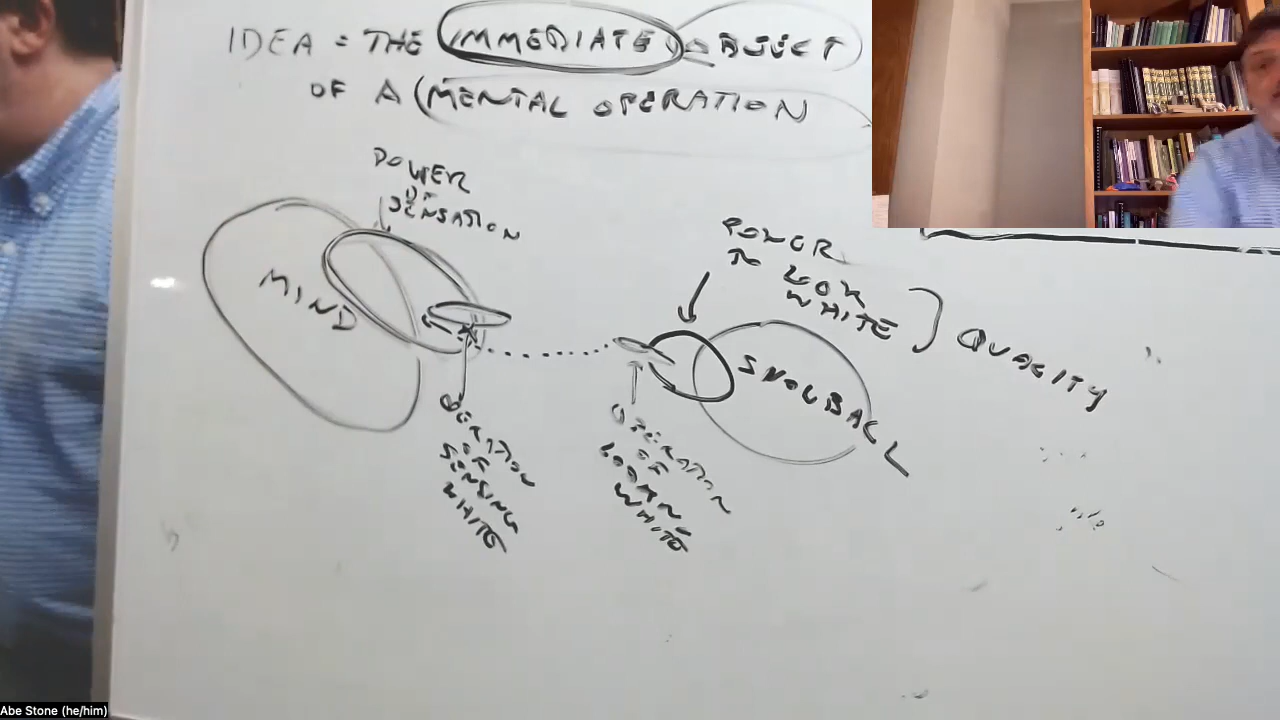 IDEA = THE IMMEDIATE OBJECT
OF A (MENTAL OPERATION
POWER
OF
SENSATION
MIND
POWER
TO LOOK
WHITE
QUALITY
SNOWBALL
OPERATION
OF
SENSING
WHITE
OPERATION
OF
LOOKING
WHITE
Abe Stone (he/him)